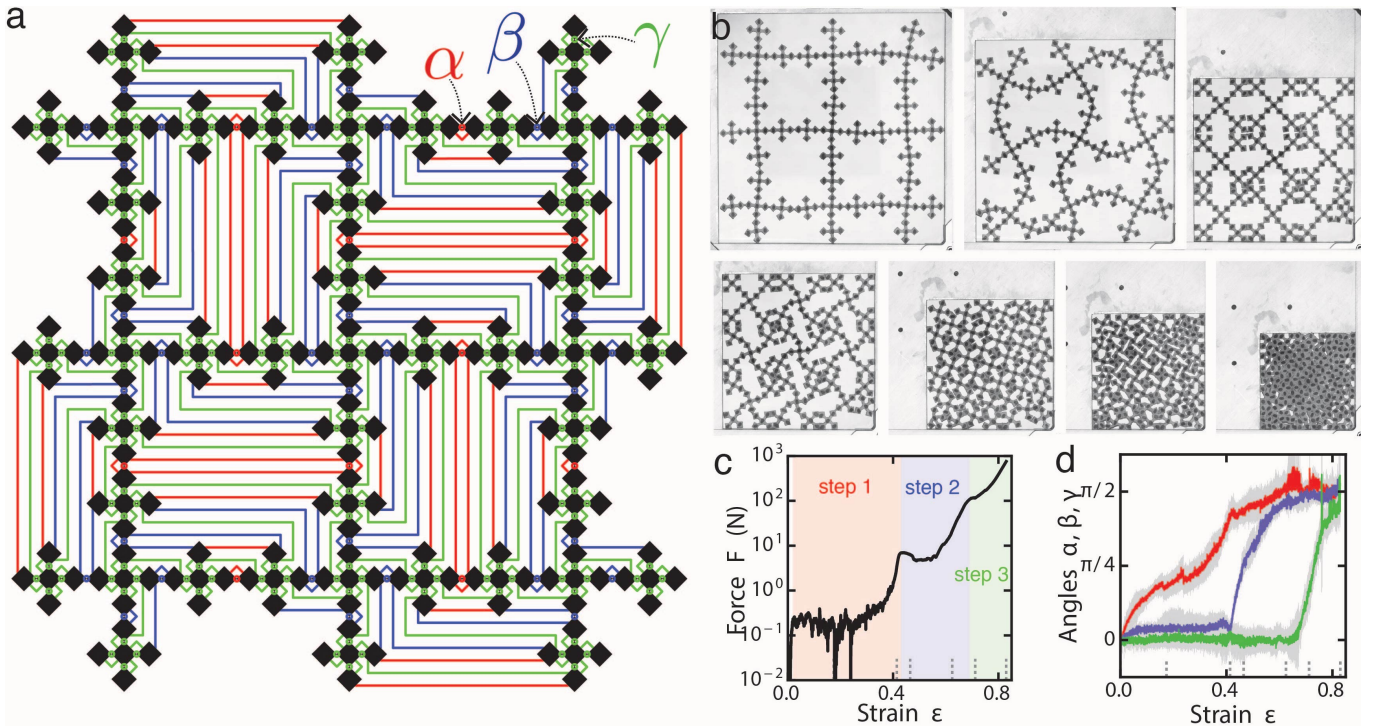 a
α
β
γ
b
c
10³
10²
10¹
10⁰
10⁻¹
10⁻²
Force F (N)
step 1
step 2
step 3
0.0
0.4
0.8
Strain ε
d
π/2
π/4
0
Angles α, β, γ
0.0
0.4
0.8
Strain ε